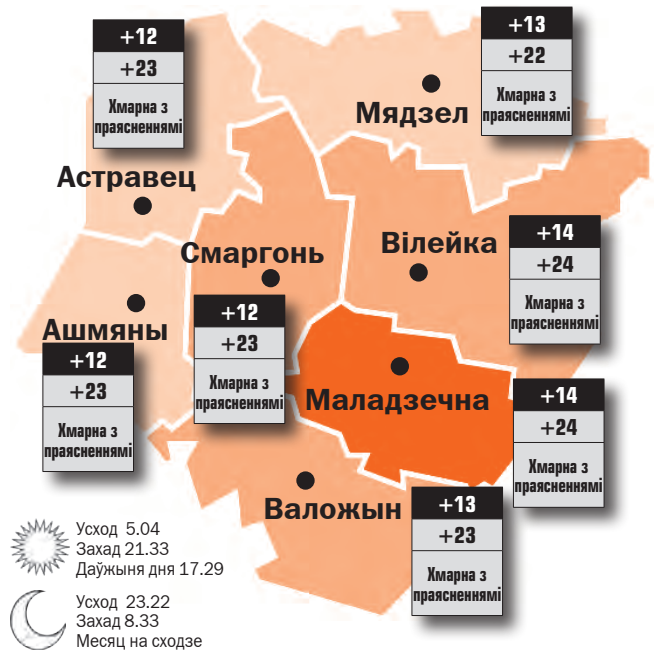 +12
+23
Хмарна з
праясненнямі
Астравец
+13
+22
Хмарна з
праясненнямі
Мядзел
Смаргонь
+12
+23
Хмарна з
праясненнямі
Вілейка
+14
+24
Хмарна з
праясненнямі
Ашмяны
+12
+23
Хмарна з
праясненнямі
Маладзечна
+14
+24
Хмарна з
праясненнямі
Валожын
+13
+23
Хмарна з
праясненнямі
Усход 5.04
Захад 21.33
Даўжыня дня 17.29
Усход 23.22
Захад 8.33
Месяц на сходзе